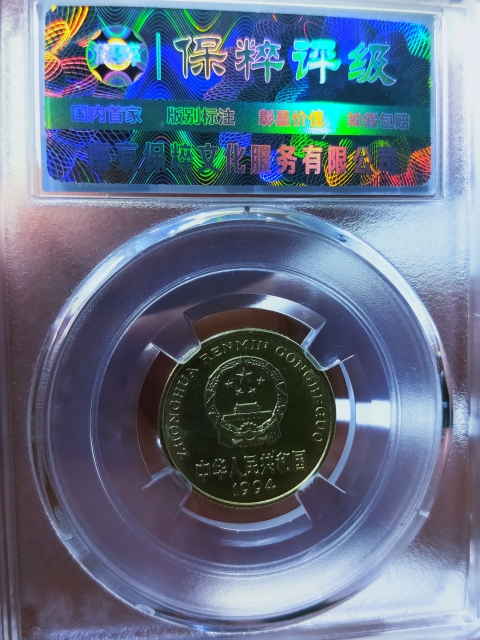 保粹评级
国内首家 版别标注 彰显价值 如假包赔
保粹文化服务有限公司
ZHONGHUA RENMIN GONGHEGUO
中华人民共和国
1994